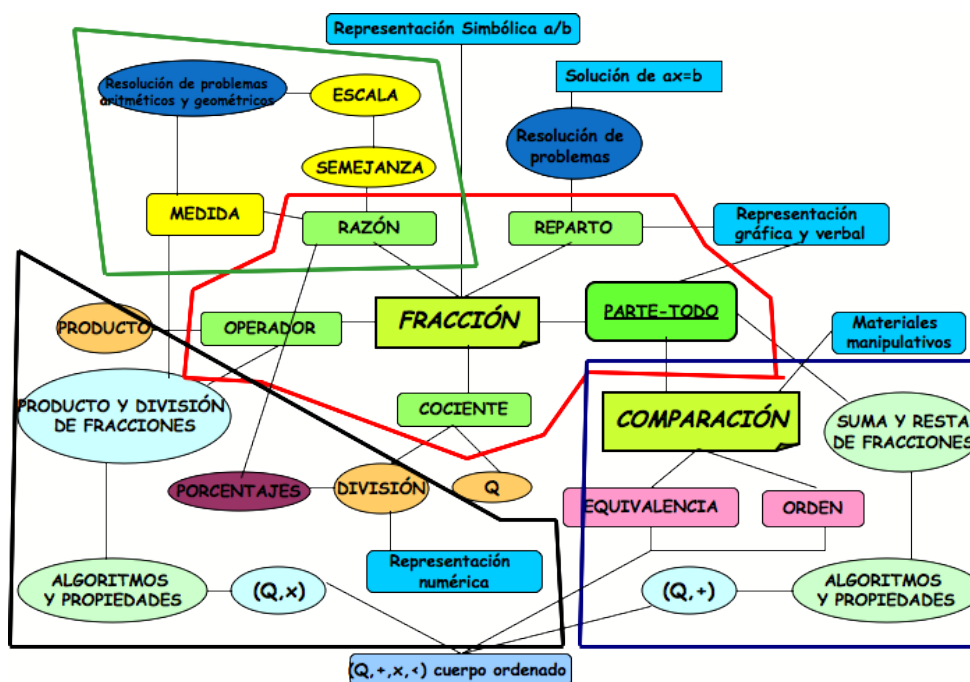 Representación Simbólica a/b
Solución de ax=b
Resolución de problemas
aritméticos y geométricos
ESCALA
Resolución de
problemas
SEMEJANZA
MEDIDA
RAZÓN
REPARTO
Representación
gráfica y verbal
PRODUCTO
OPERADOR
FRACCIÓN
PARTE-TODO
Materiales
manipulativos
PRODUCTO Y DIVISIÓN
DE FRACCIONES
COCIENTE
COMPARACIÓN
SUMA Y RESTA
DE FRACCIONES
PORCENTAJES
DIVISIÓN
Q
EQUIVALENCIA
ORDEN
Representación
numérica
ALGORITMOS
Y PROPIEDADES
(Q,x)
(Q,+)
ALGORITMOS
Y PROPIEDADES
(Q,+,x,<) cuerpo ordenado